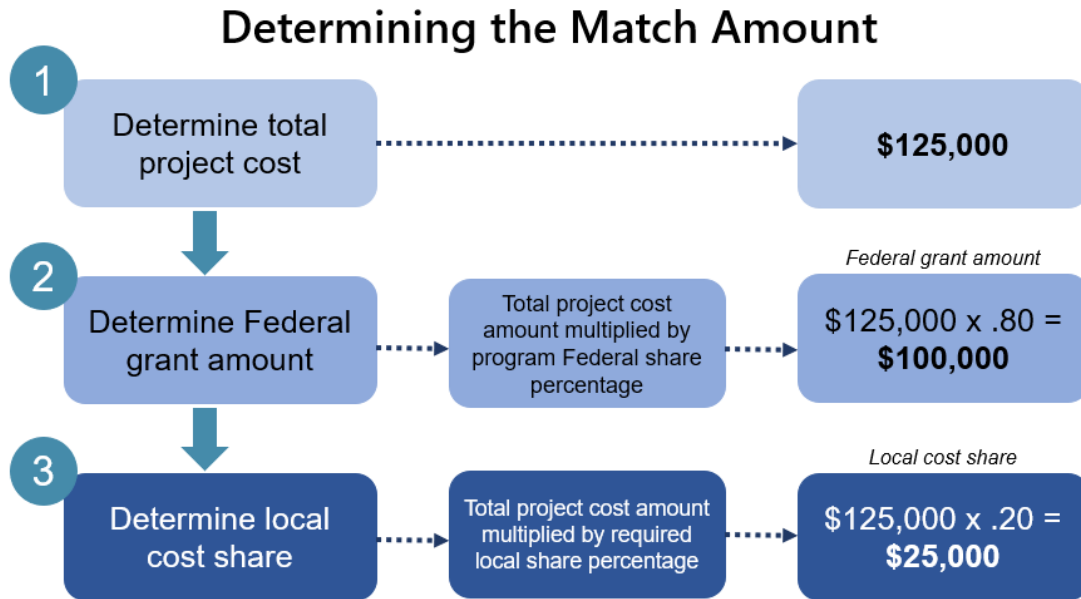 Determining the Match Amount
1
Determine total
project cost
$125,000
2
Determine Federal
grant amount
Total project cost
amount multiplied by
program Federal share
percentage
Federal grant amount
$125,000 x .80 =
$100,000
3
Determine local
cost share
Total project cost amount
multiplied by required
local share percentage
Local cost share
$125,000 x .20 =
$25,000